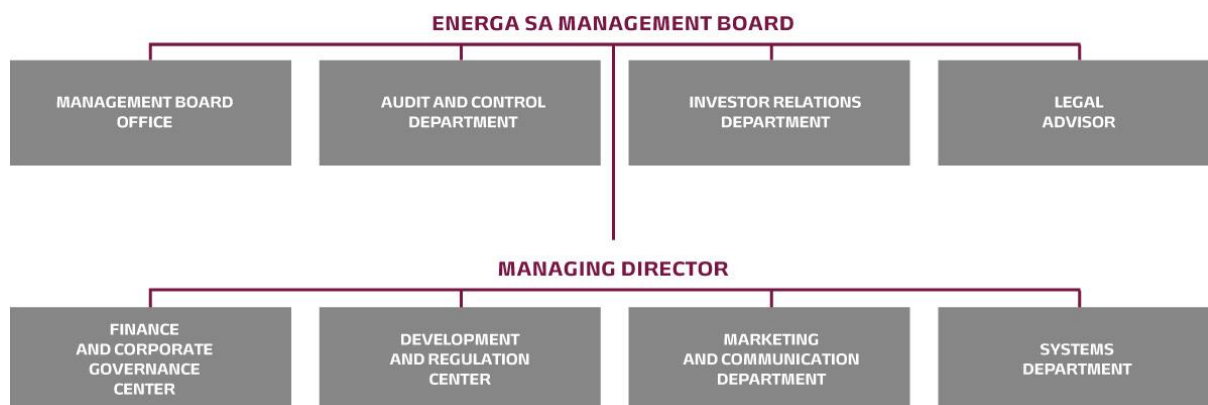 ENERGA SA MANAGEMENT BOARD
MANAGEMENT BOARD
OFFICE
AUDIT AND CONTROL
DEPARTMENT
INVESTOR RELATIONS
DEPARTMENT
LEGAL
ADVISOR
MANAGING DIRECTOR
FINANCE
AND CORPORATE
GOVERNANCE
CENTER
DEVELOPMENT
AND REGULATION
CENTER
MARKETING
AND COMMUNICATION
DEPARTMENT
SYSTEMS
DEPARTMENT